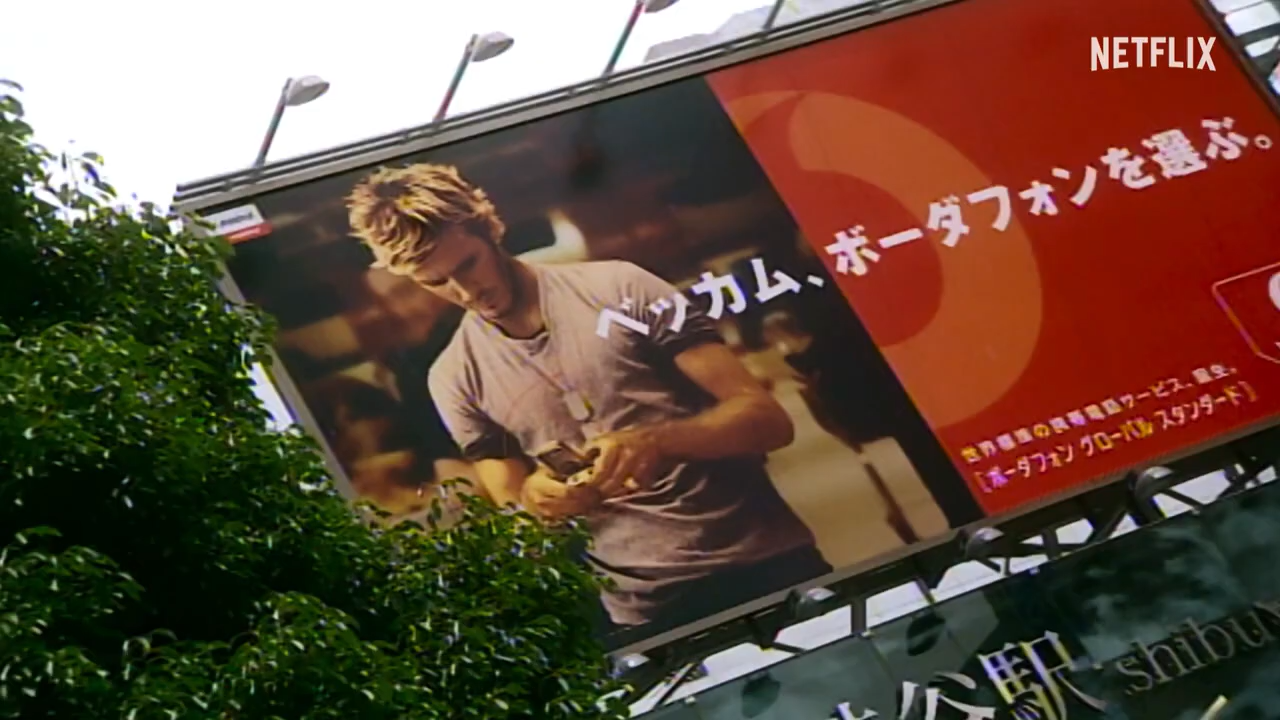 NETFLIX
ベッカム、ボーダフォンを選ぶ。
世界標準の携帯電話サービス、誕生。
[ボーダフォン グローバル スタンダード]
谷駅 shibu